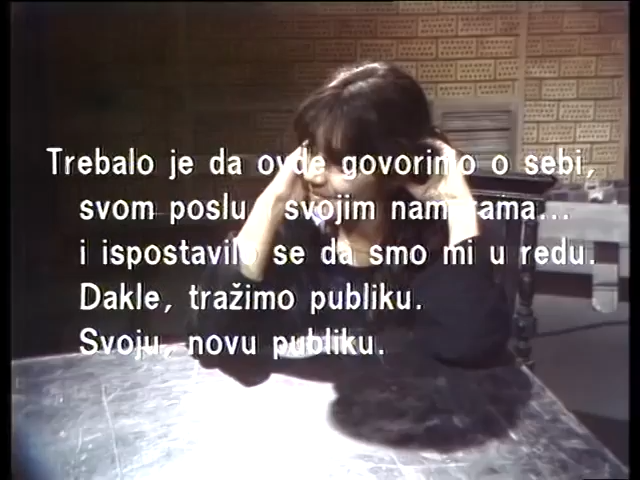 Trebalo je da ovde govorimo o sebi,
svom poslu, svojim namerama...
i ispostavilo se da smo mi u redu.
Dakle, tražimo publiku.
Svoju, novu publiku.